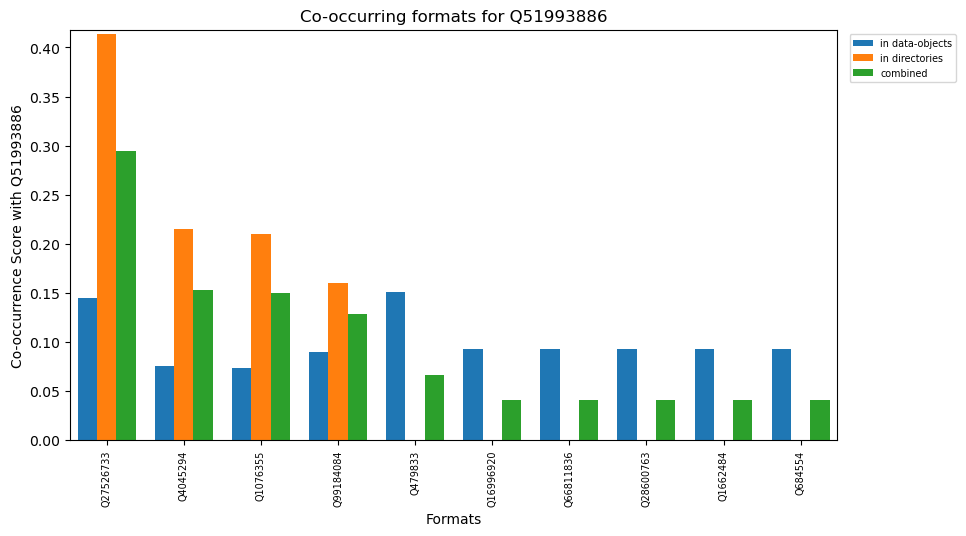 Co-occurring formats for Q51993886
Co-occurrence Score with Q51993886
0.40
0.35
0.30
0.25
0.20
0.15
0.10
0.05
0.00
Q27526733
Q4045294
Q1076355
Q99184084
Q479833
Q16996920
Q66811836
Q28600763
Q1662484
Q684554
Formats
in data-objects
in directories
combined